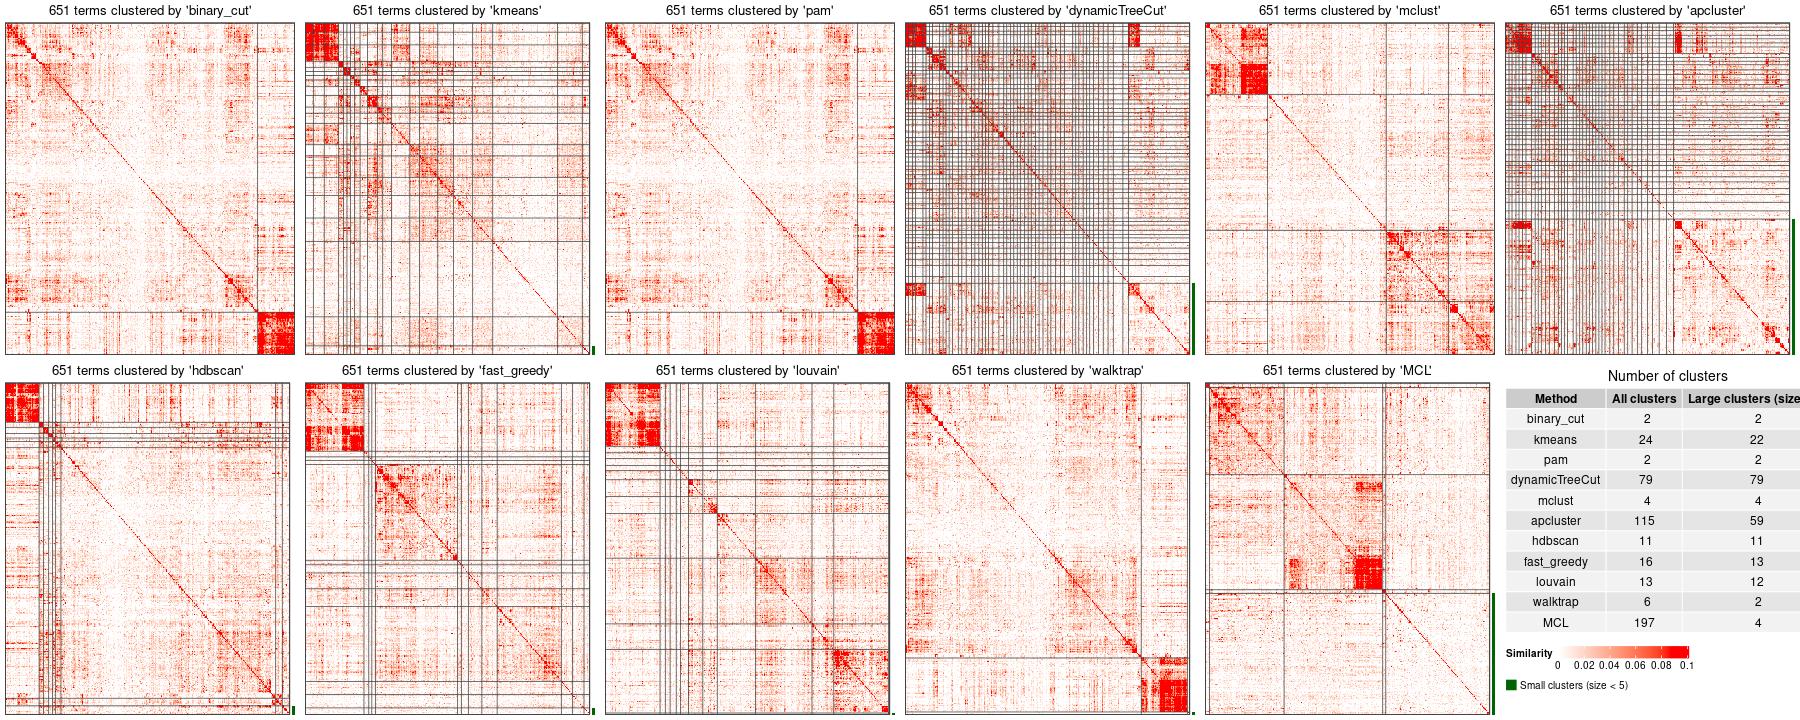 651 terms clustered by 'binary_cut'
651 terms clustered by 'kmeans'
651 terms clustered by 'pam'
651 terms clustered by 'dynamicTreeCut'
651 terms clustered by 'mclust'
651 terms clustered by 'apcluster'
651 terms clustered by 'hdbscan'
651 terms clustered by 'fast_greedy'
651 terms clustered by 'louvain'
651 terms clustered by 'walktrap'
651 terms clustered by 'MCL'
Number of clusters
Method All clusters Large clusters (size
binary_cut 2 2
kmeans 24 22
pam 2 2
dynamicTreeCut 79 79
mclust 4 4
apcluster 115 59
hdbscan 11 11
fast_greedy 16 13
louvain 13 12
walktrap 6 2
MCL 197 4
Similarity
0 0.02 0.04 0.06 0.08 0.1
Small clusters (size < 5)